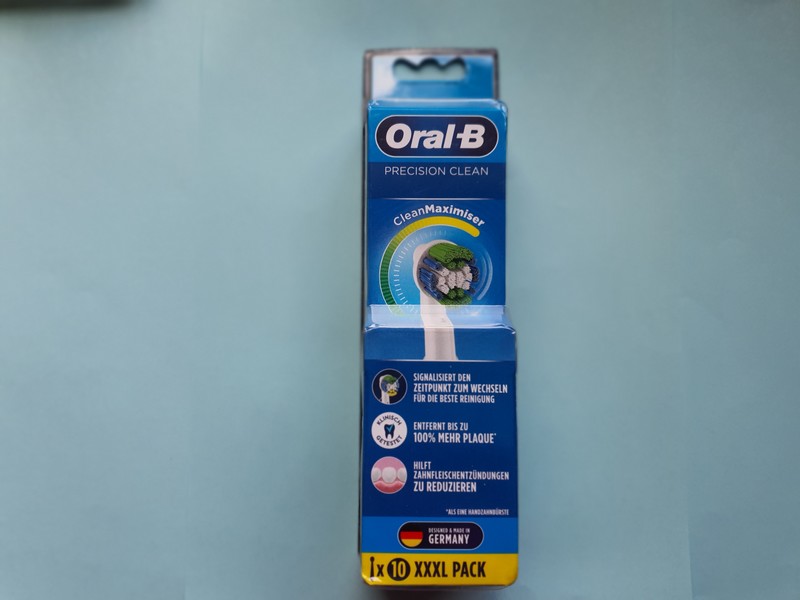 Oral-B
PRECISION CLEAN
CleanMaximiser
SIGNALISIERT DEN
ZEITPUNKT ZUM WECHSELN
FÜR DIE BESTE REINIGUNG
KLINISCH
GETESTET
ENTFERNT BIS ZU
100% MEHR PLAQUE*
HILFT
ZAHNFLEISCHENTZÜNDUNGEN
ZU REDUZIEREN
*ALS EINE HANDZAHNBÜRSTE
DESIGNED & MADE IN
GERMANY
1x 10 XXXL PACK